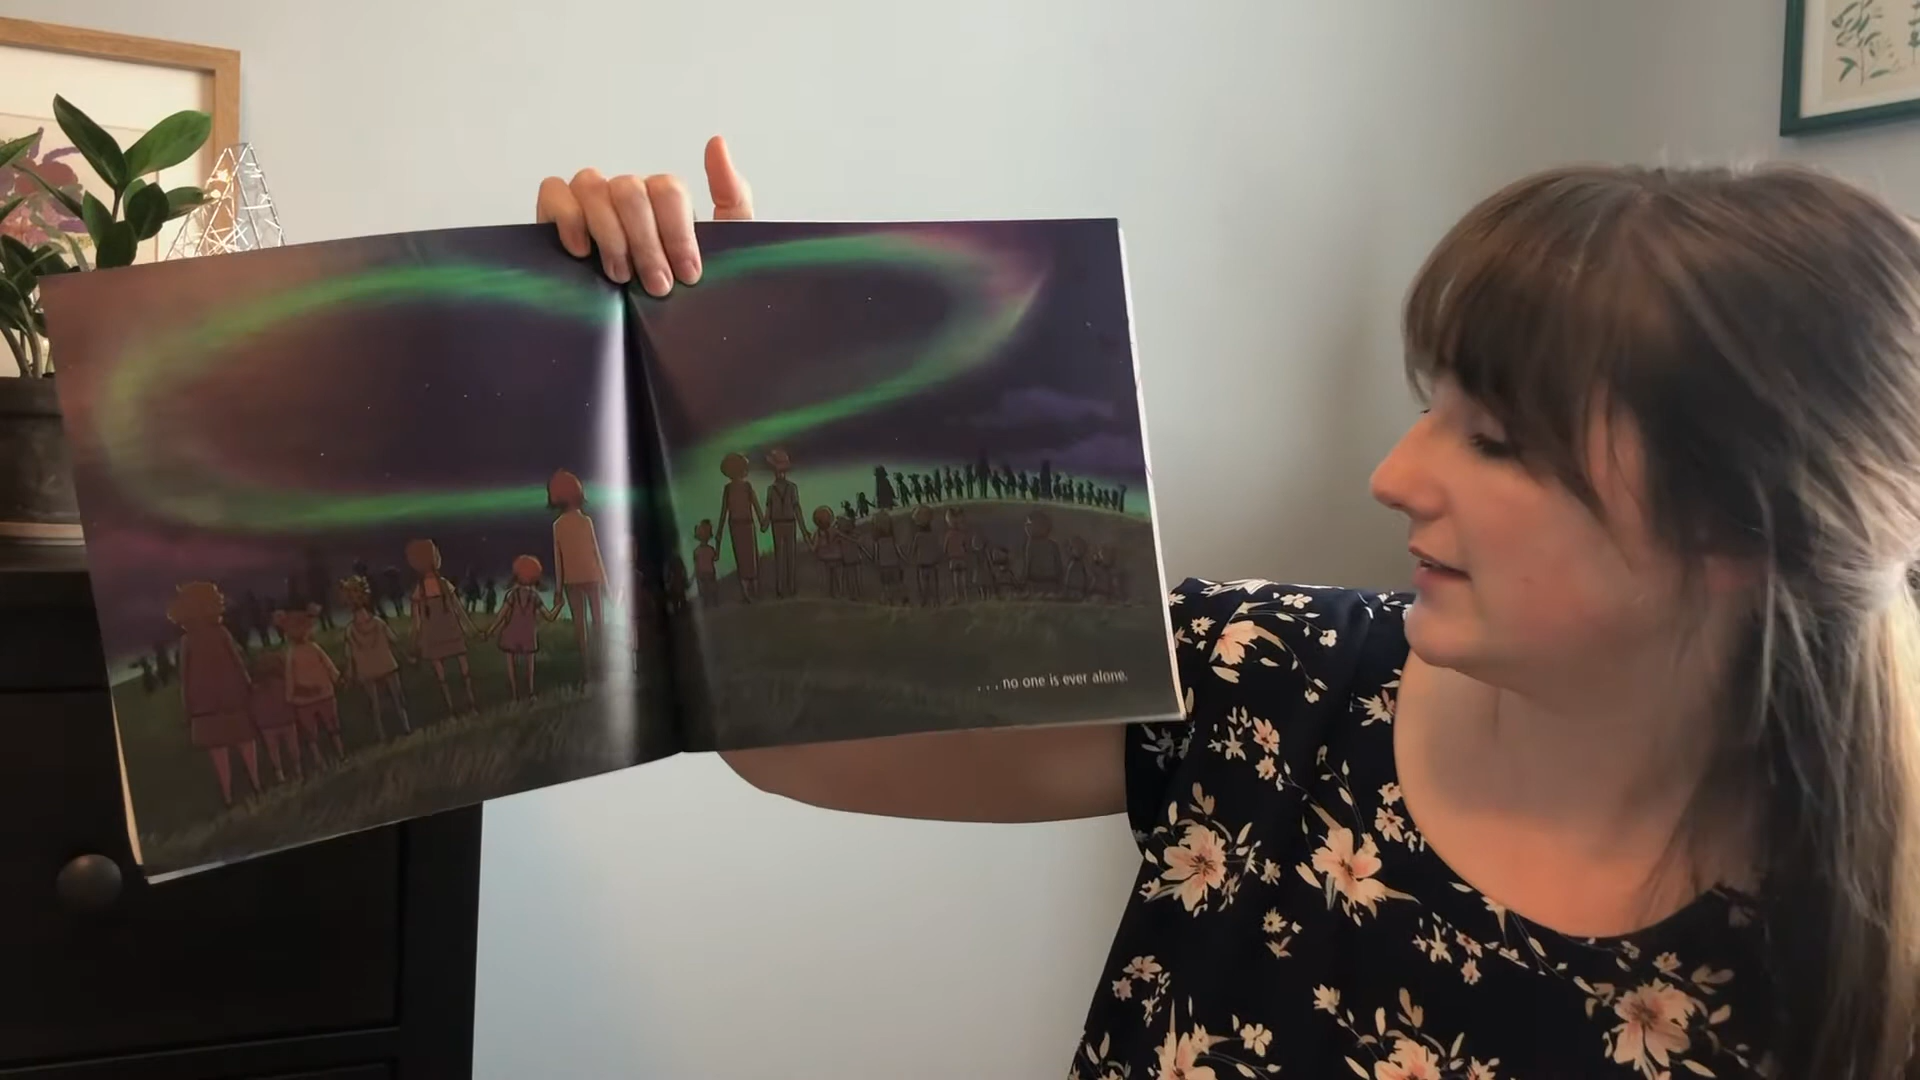 ...no one is ever alone.